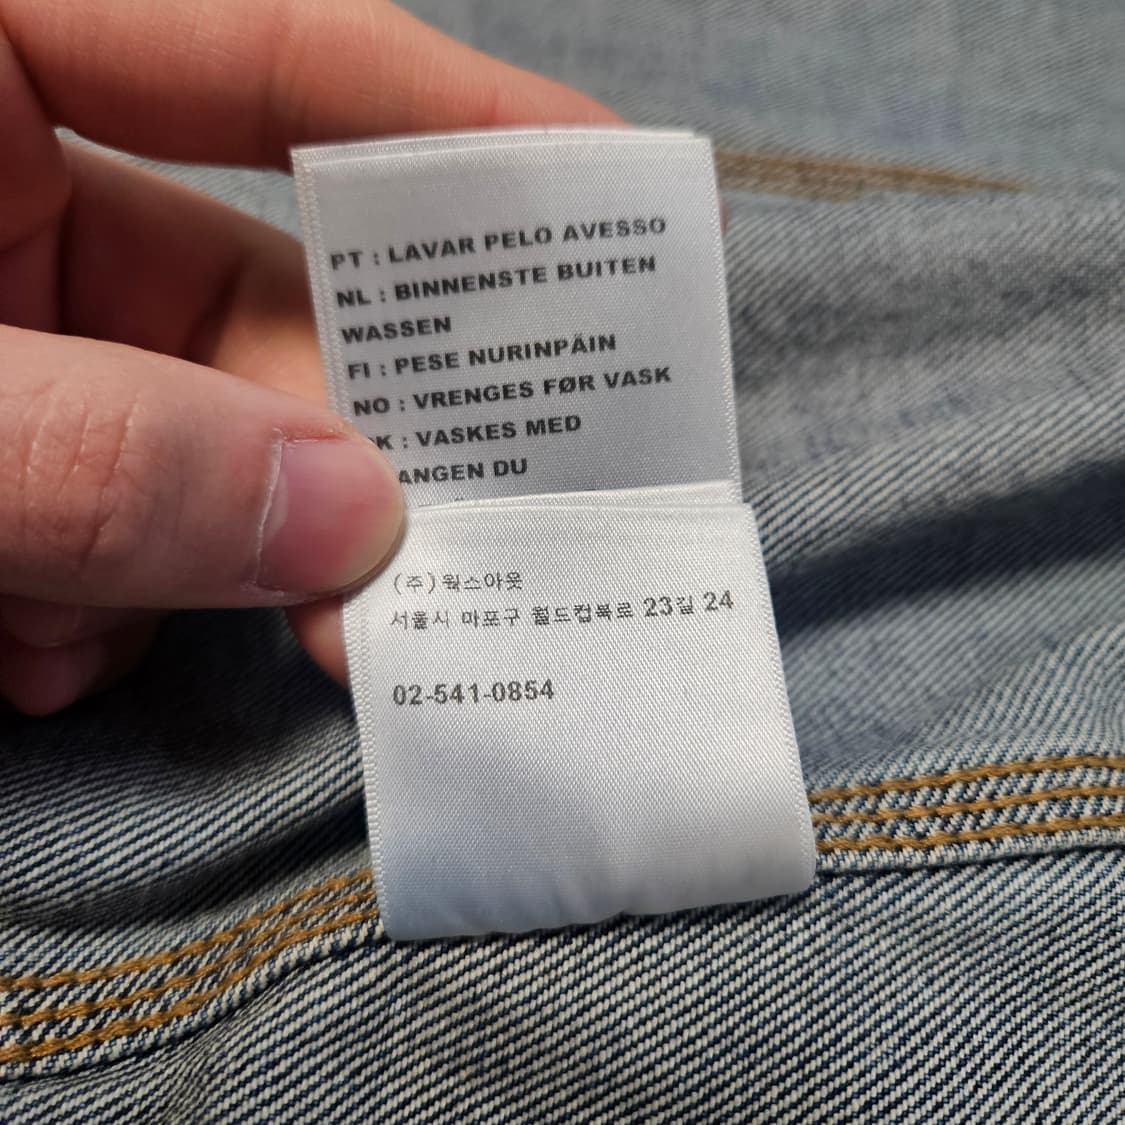 PT : LAVAR PELO AVESSO
NL : BINNENSTE BUITEN
WASSEN
FI : PESE NURINPÄIN
NO : VRENGES FØR VASK
K : VASKES MED
ANGEN DU
(주)웍스아웃
서울시 마포구 월드컵북로 23길 24
02-541-0854